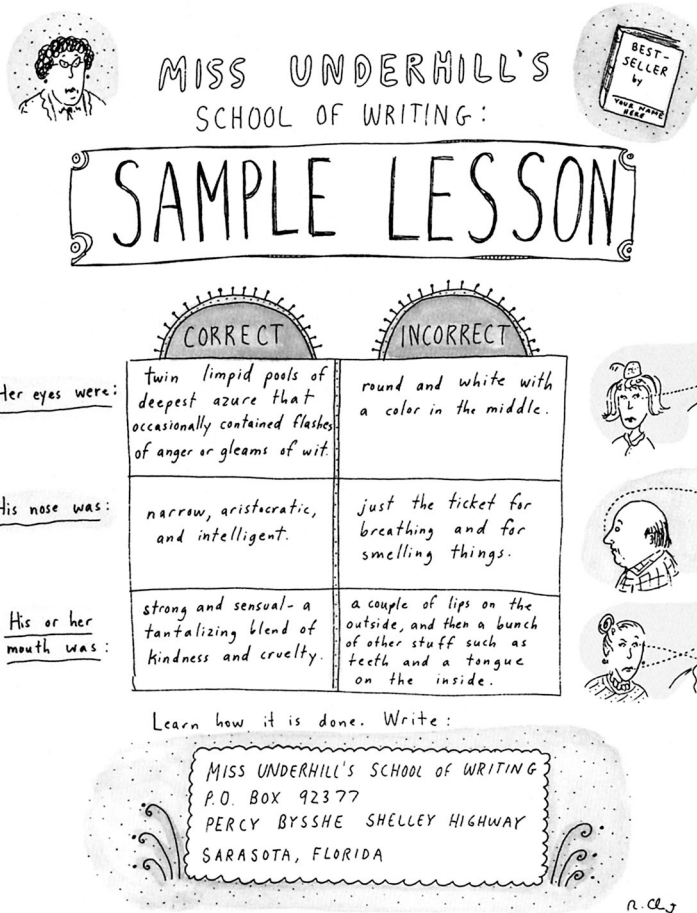 MISS UNDERHILL'S
SCHOOL OF WRITING:
BEST-
SELLER
by
YOUR NAME
HERE
SAMPLE LESSON
CORRECT
INCORRECT
Her eyes were:
twin limpid pools of
deepest azure that
occasionally contained flashes
of anger or gleams of wit.
round and white with
a color in the middle.
His nose was:
narrow, aristocratic,
and intelligent.
just the ticket for
breathing and for
smelling things.
His or her
mouth was:
strong and sensual - a
tantalizing blend of
kindness and cruelty.
a couple of lips on the
outside, and then a bunch
of other stuff such as
teeth and a tongue
on the inside.
Learn how it is done. Write:
MISS UNDERHILL'S SCHOOL OF WRITING
P.O. BOX 92377
PERCY BYSSHE SHELLEY HIGHWAY
SARASOTA, FLORIDA